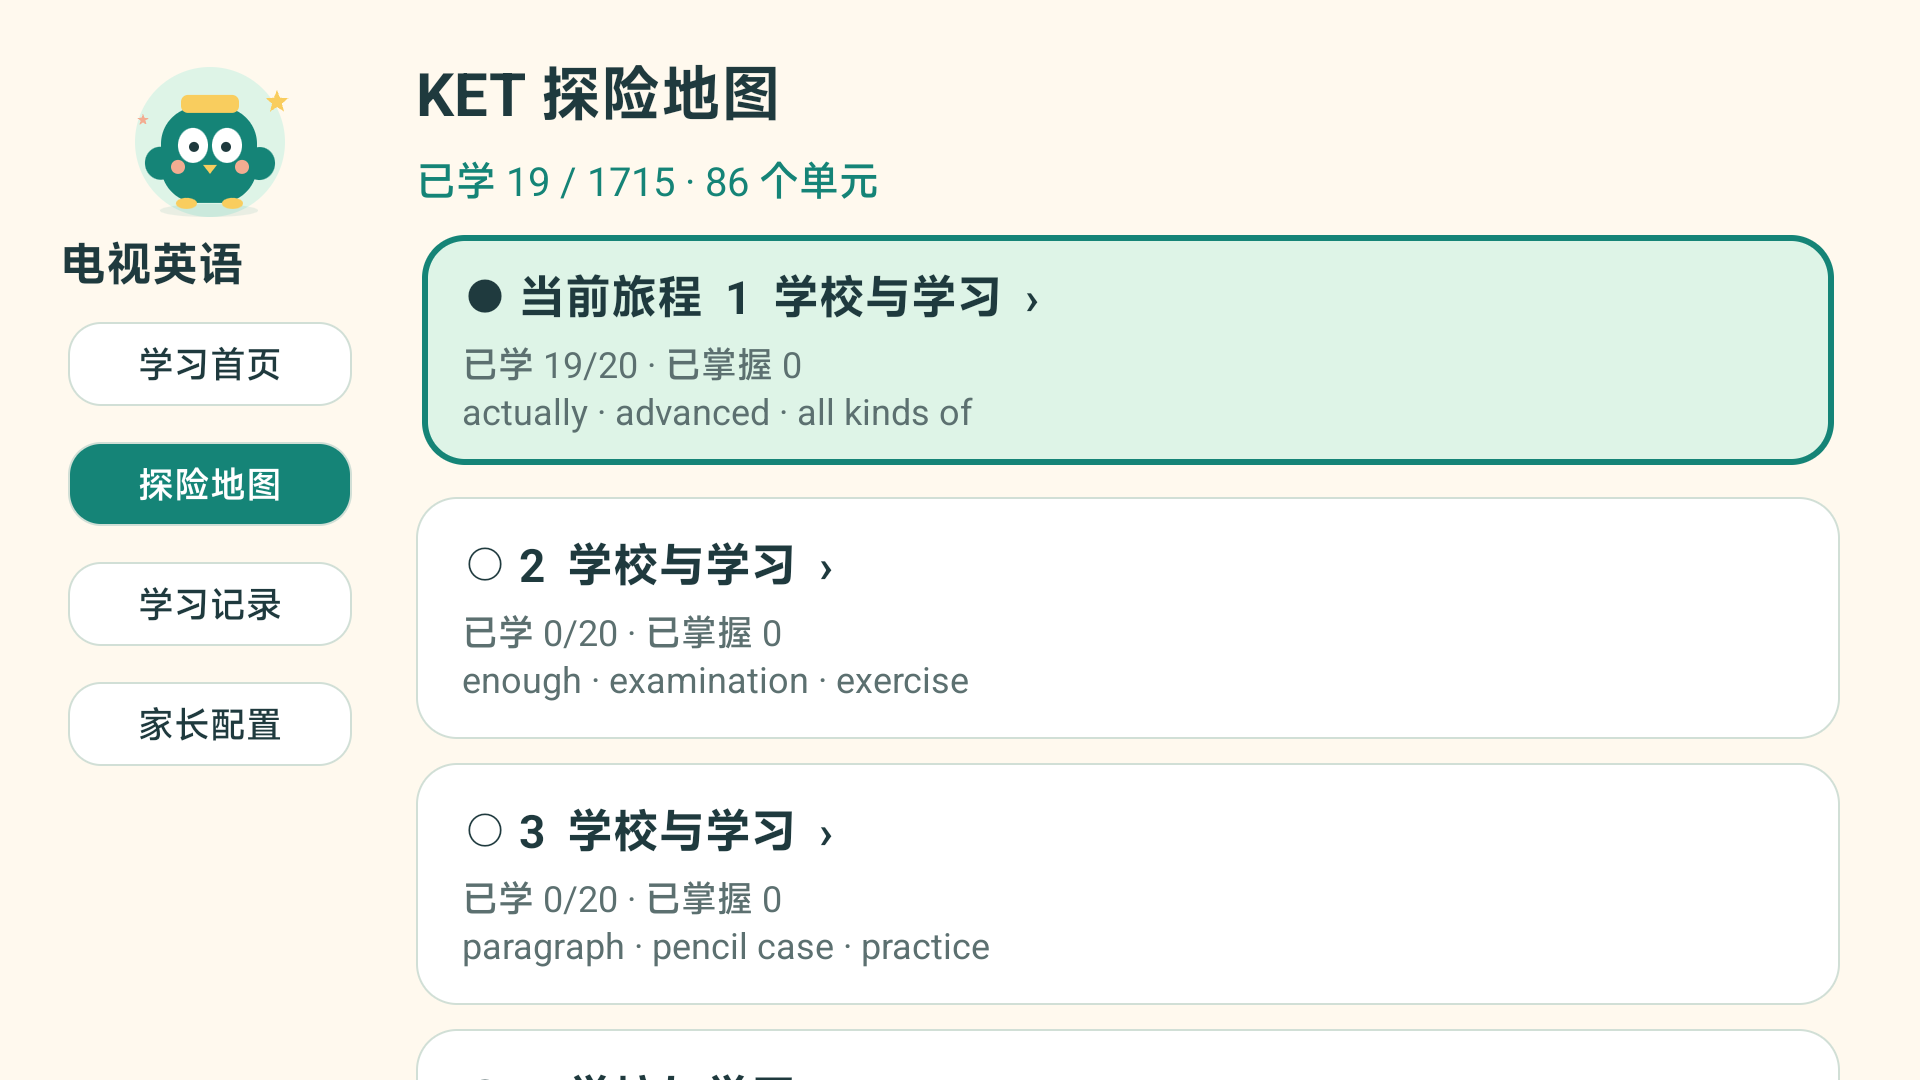 电视英语
学习首页
探险地图
学习记录
家长配置
KET 探险地图
已学 19 / 1715 · 86 个单元
● 当前旅程 1 学校与学习 ›
已学 19/20 · 已掌握 0
actually · advanced · all kinds of
○ 2 学校与学习 ›
已学 0/20 · 已掌握 0
enough · examination · exercise
○ 3 学校与学习 ›
已学 0/20 · 已掌握 0
paragraph · pencil case · practice